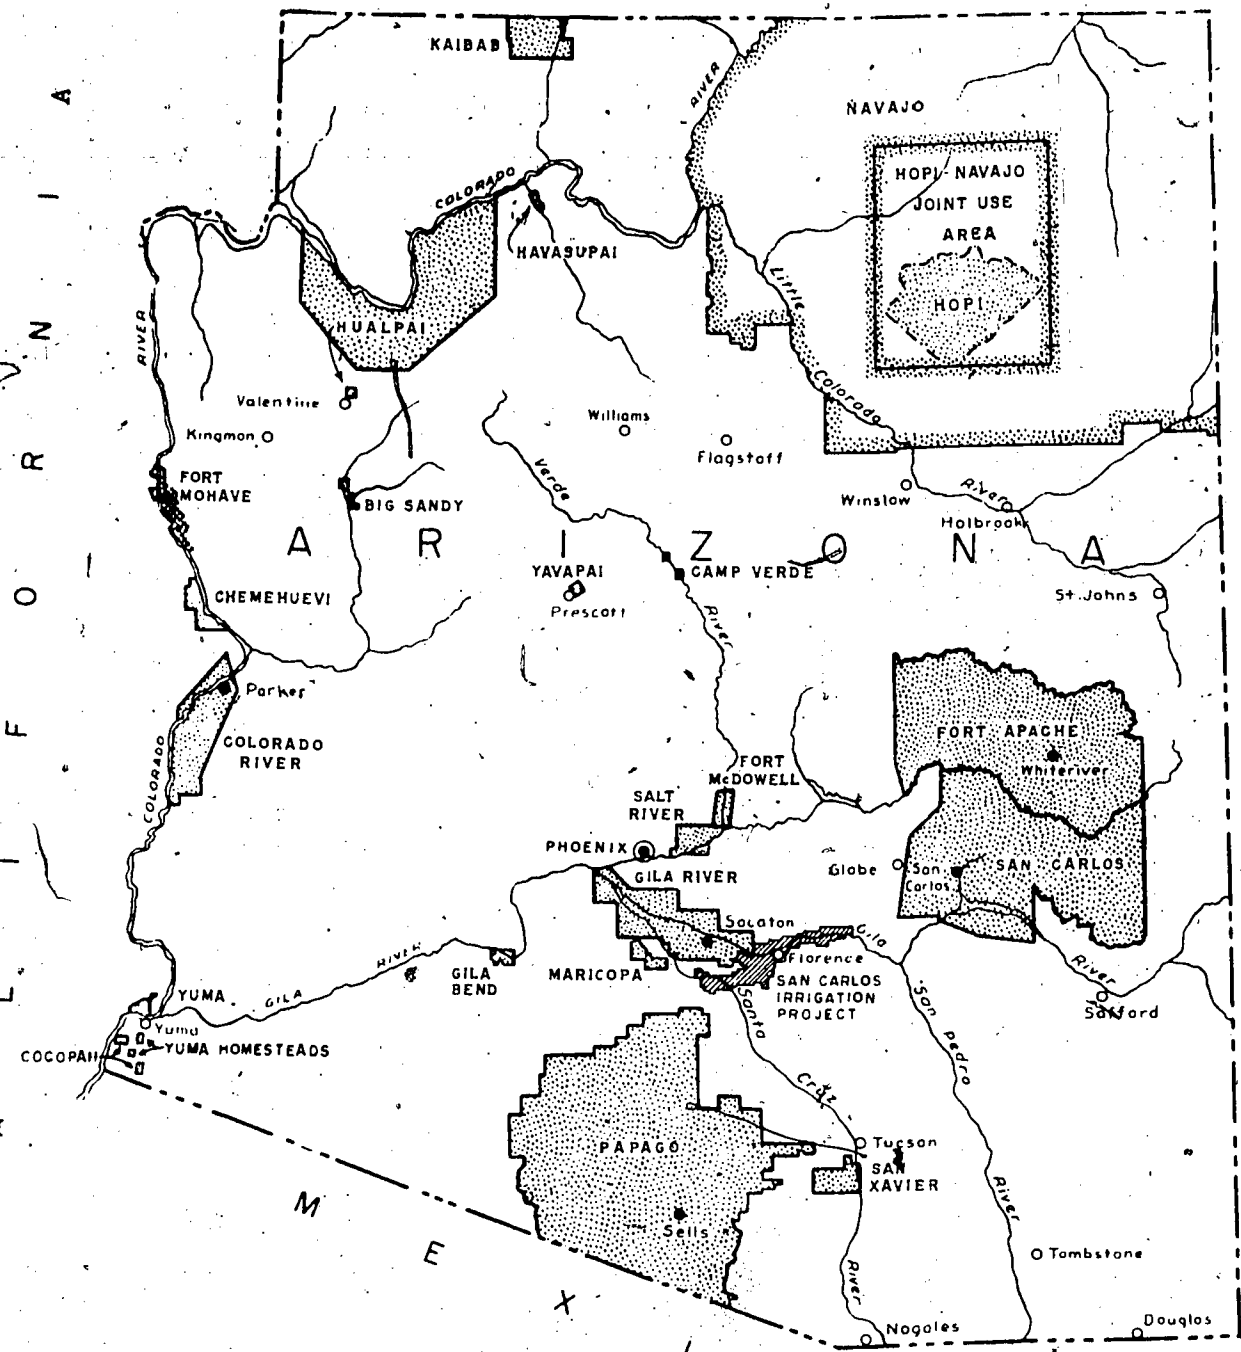 KAIBAB
RIVER
NAVAJO
HOPI-NAVAJO
JOINT USE
AREA
HOPI
COLORADO
HAVASUPAI
HUALPAI
Little
Colorado
RIVER
Valentine
Kingman
Williams
Flagstaff
Winslow
River
Holbrook
St. Johns
FORT
MOHAVE
BIG SANDY
Verde
ARIZONA
YAVAPAI
Prescott
CAMP VERDE
River
CHEMEHUEVI
Parker
COLORADO
RIVER
COLORADO
FORT APACHE
Whiteriver
FORT
McDOWELL
SALT
RIVER
PHOENIX
GILA RIVER
Globe
San
Carlos
SAN CARLOS
Sacaton
Gila
Florence
RIVER
GILA
BEND
MARICOPA
SAN CARLOS
IRRIGATION
PROJECT
River
Safford
YUMA
GILA
Yuma
COCOPAH
YUMA HOMESTEADS
Santa
Cruz
San Pedro
PAPAGO
Tucson
SAN
XAVIER
Sells
River
River
Tombstone
Nogales
Douglas
IFORNIA
MEX